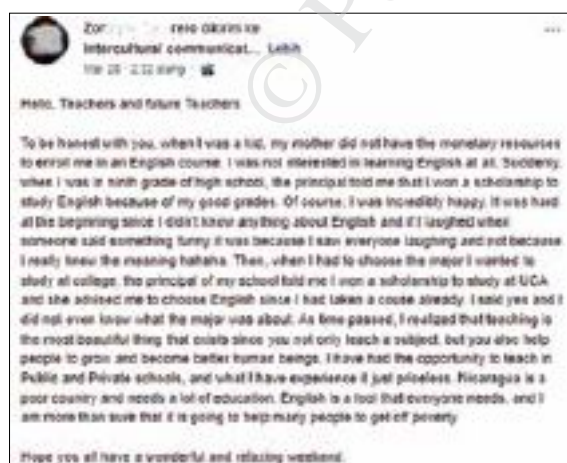 Intercultural communicat... Lebih
Hello, Teachers and future Teachers
To be honest with you, when I was a kid, my mother did not have the monetary resources
to enroll me in an English course. I was not interested in learning English at all. Suddenly,
when I was in ninth grade of high school, the principal told me that I won a scholarship to
study English because of my good grades. Of course, I was incredibly happy. It was hard
at the beginning since I didn't know anything about English and if I laughed when
someone said something funny it was because I saw everyone laughing and not because
I really knew the meaning hahaha. Then, when I had to choose the major I wanted to
study at college, the principal of my school told me I won a scholarship to study at UCA
and she advised me to choose English since I had taken a couse already. I said yes and I
did not even know what the major was about. As time passed, I realized that teaching is
the most beautiful thing that exists since you not only teach a subject, but you also help
people to grow and become better human beings. I have had the opportunity to teach in
Public and Private schools, and what I have experience it just priceless. Nicaragua is a
poor country and needs a lot of education. English is a tool that everyone needs, and I
am more than sure that it is going to help many people to get off poverty
Hope you all have a wonderful and relaxing weekend.